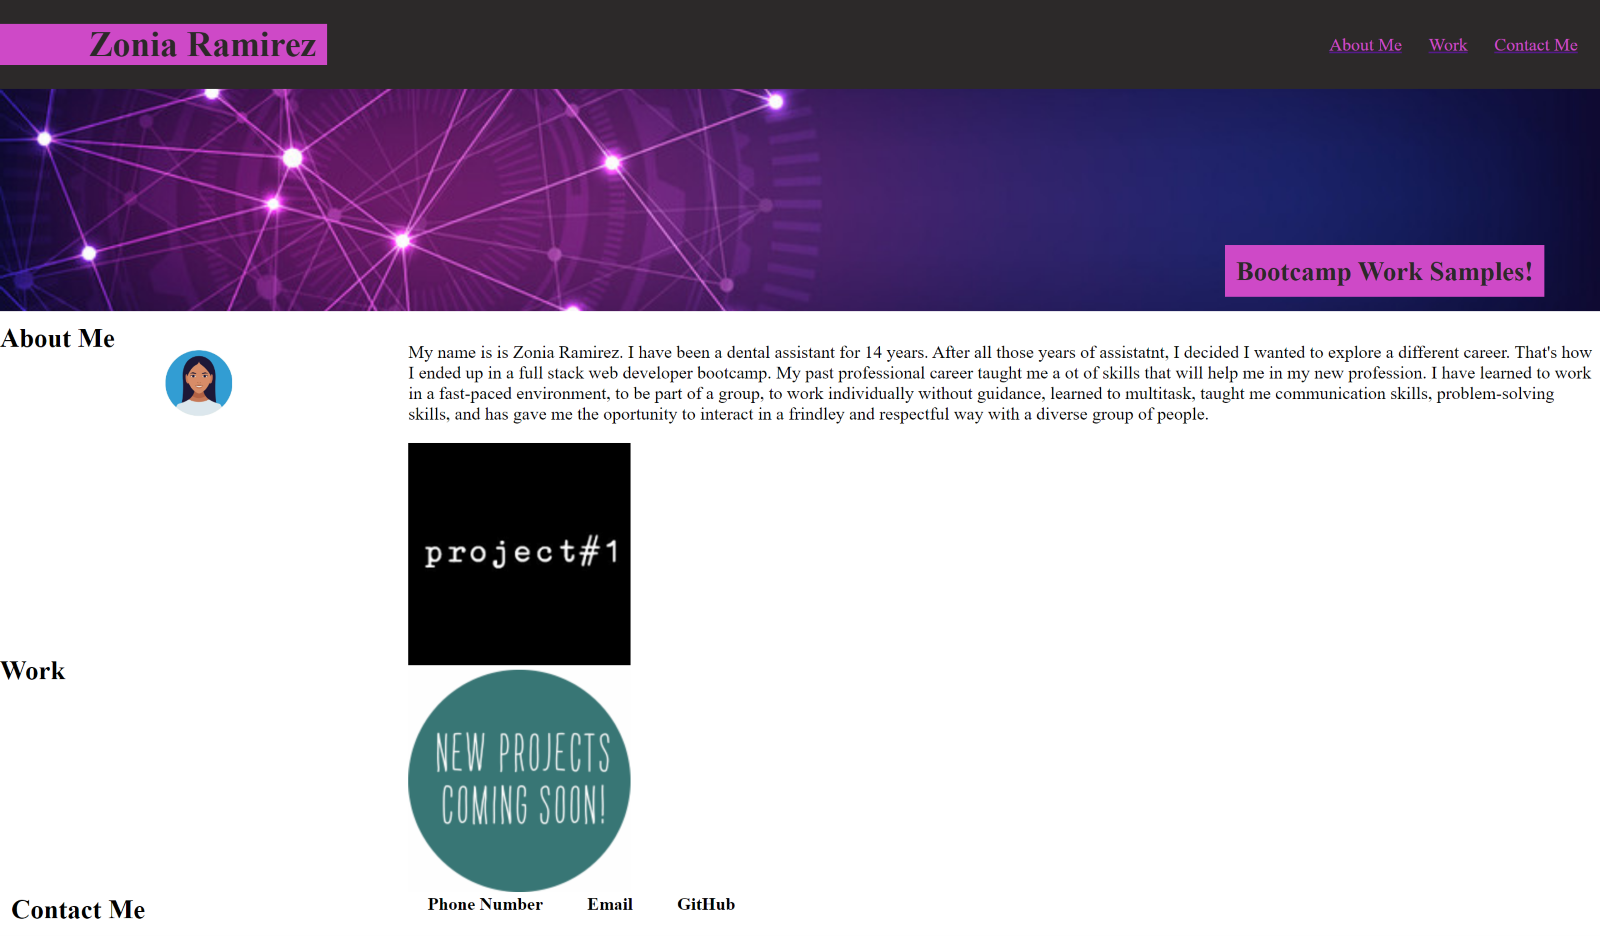 Zonia Ramirez
About Me Work Contact Me
Bootcamp Work Samples!
About Me
My name is is Zonia Ramirez. I have been a dental assistant for 14 years. After all those years of assistatnt, I decided I wanted to explore a different career. That's how
I ended up in a full stack web developer bootcamp. My past professional career taught me a ot of skills that will help me in my new profession. I have learned to work
in a fast-paced environment, to be part of a group, to work individually without guidance, learned to multitask, taught me communication skills, problem-solving
skills, and has gave me the oportunity to interact in a frindley and respectful way with a diverse group of people.
project#1
Work
NEW PROJECTS
COMING SOON!
Contact Me
Phone Number Email GitHub